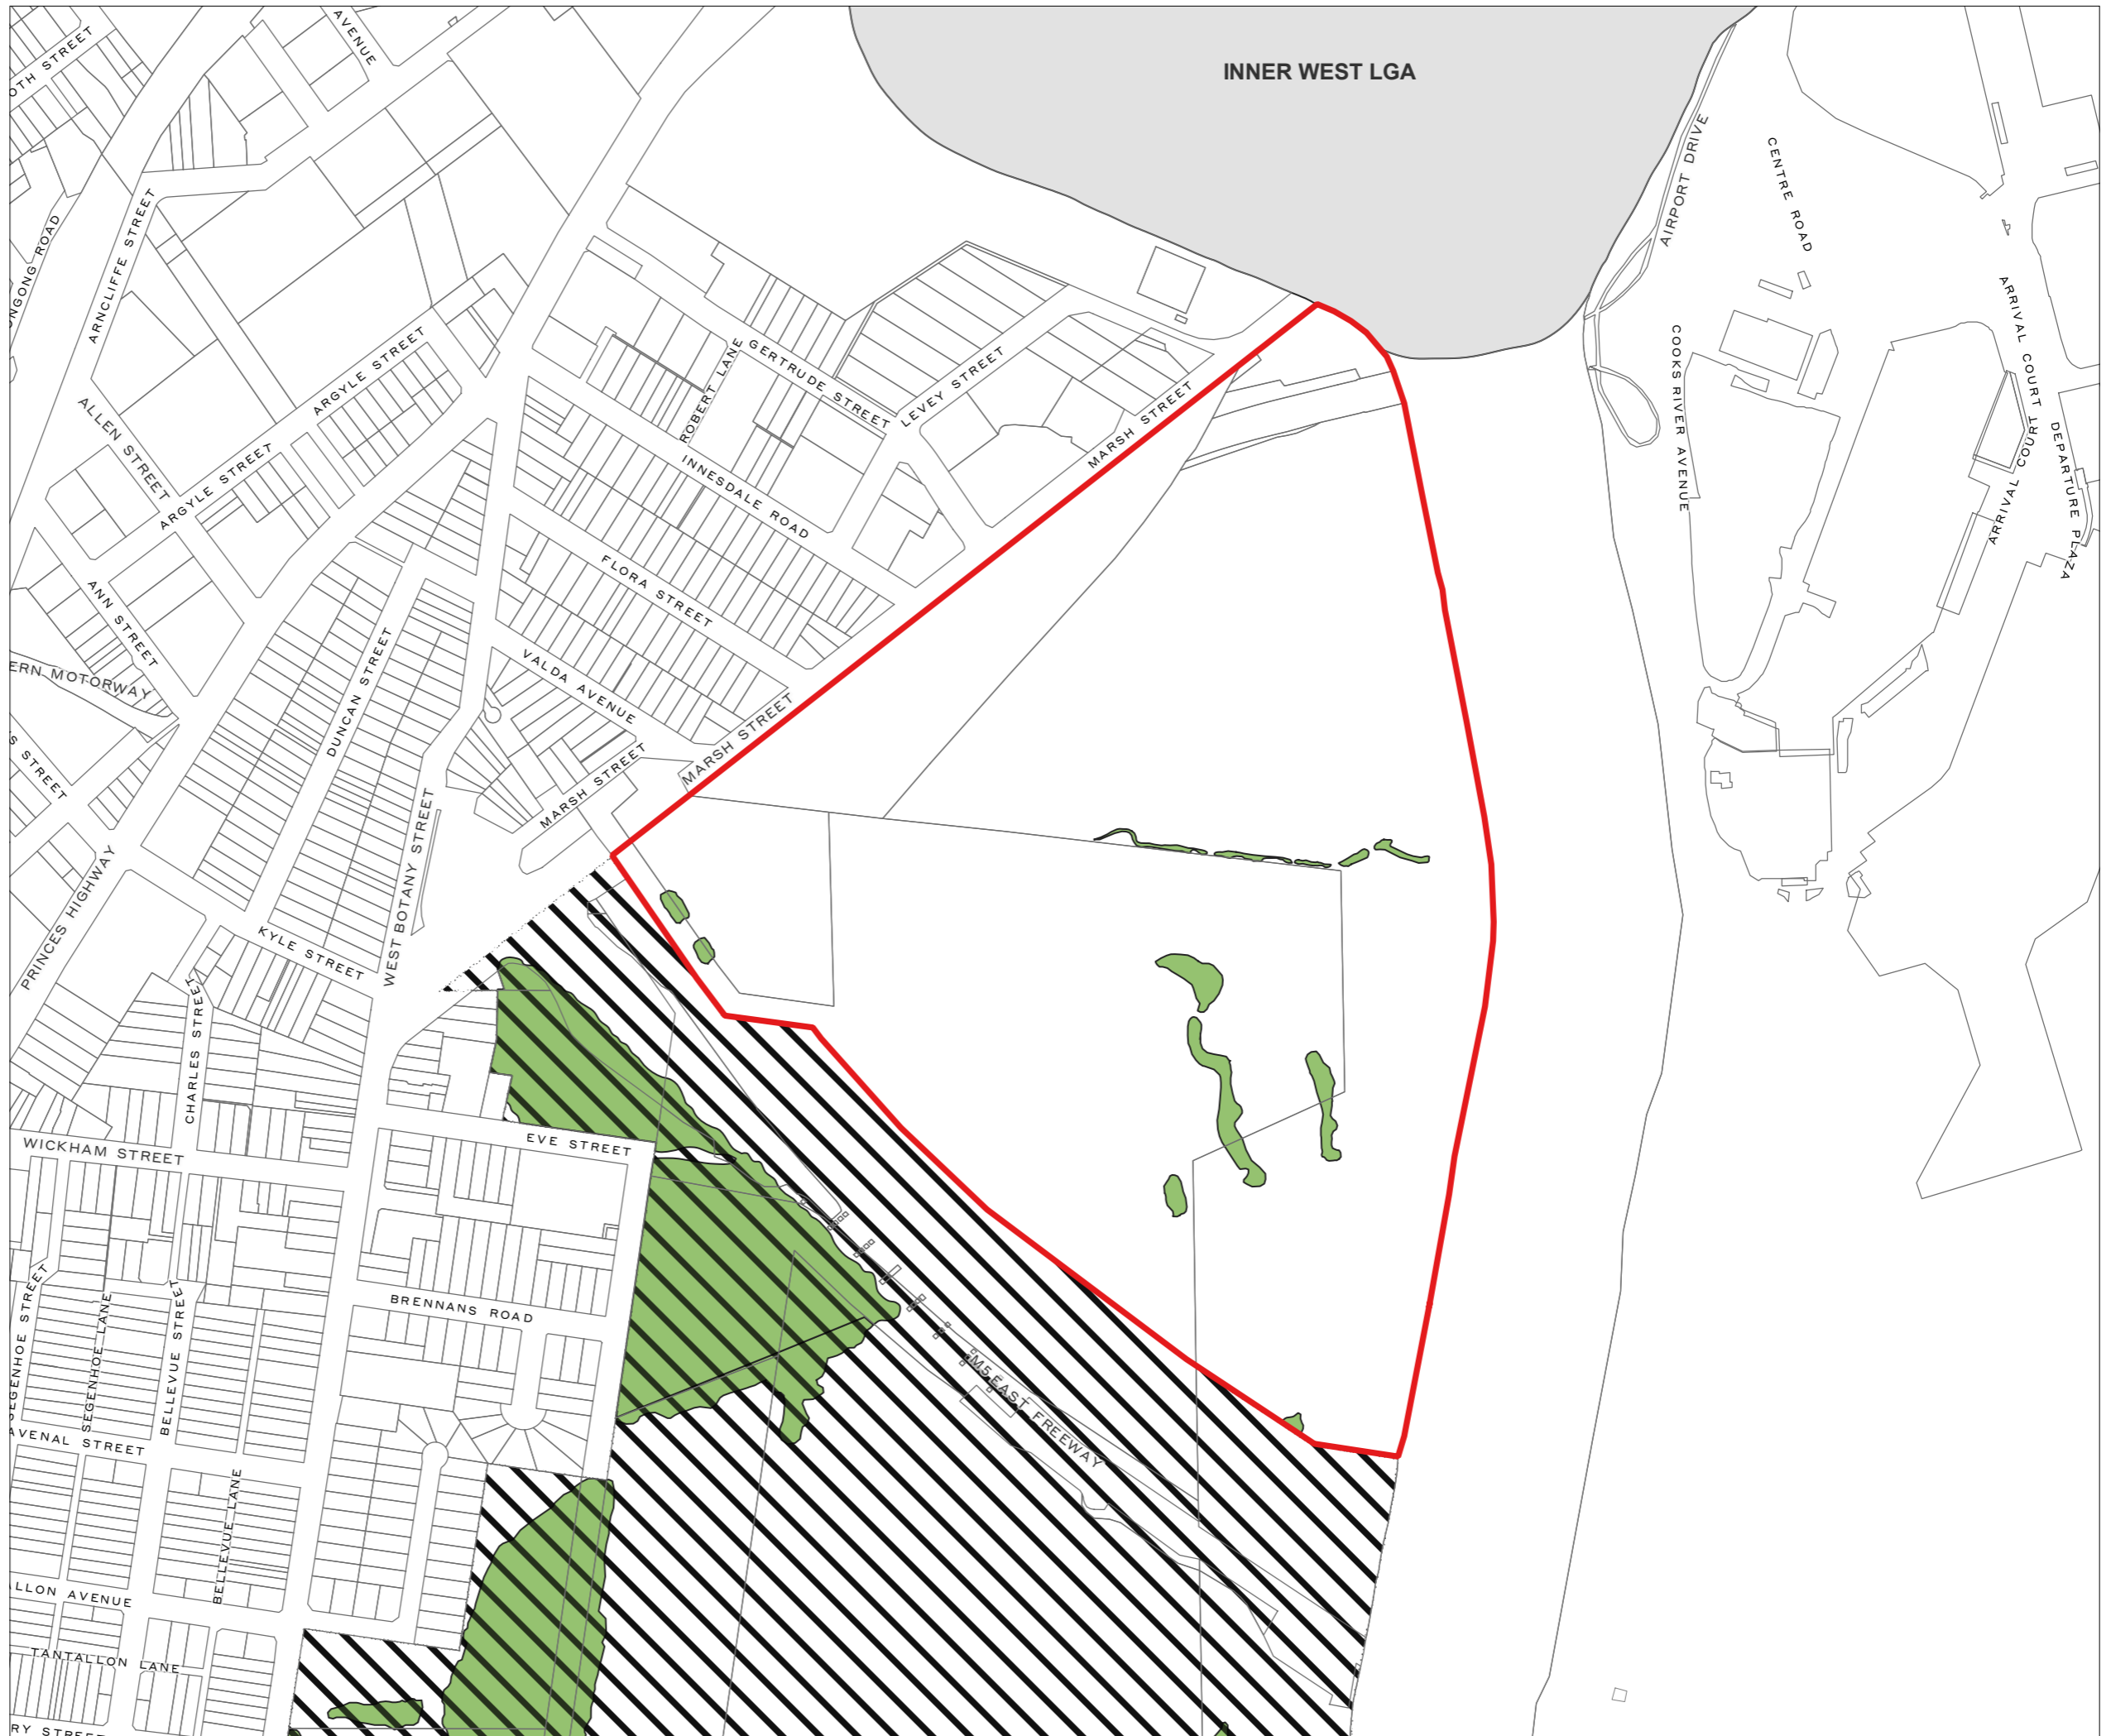 INNER WEST LGA
AVENUE
OTH STREET
AIRPORT DRIVE
CENTRE ROAD
ONGONG ROAD
ARNCLIFFE STREET
ARRIVAL COURT
ARRIVAL COURT
DEPARTURE PLAZA
COOKS RIVER AVENUE
ARGYLE STREET
ALLEN STREET
ARGYLE STREET
ROBERT LANE
GERTRUDE STREET
LEVEY STREET
MARSH STREET
INNESDALE ROAD
ANN STREET
FLORA STREET
ERN MOTORWAY
DUNCAN STREET
VALDA AVENUE
MARSH STREET
MARSH STREET
S STREET
WEST BOTANY STREET
PRINCES HIGHWAY
KYLE STREET
CHARLES STREET
WICKHAM STREET
EVE STREET
BRENNANS ROAD
SEGENHOE STREET
SEGENHOE LANE
BELLEVUE STREET
M5 EAST FREEWAY
AVENAL STREET
BELLEVUE LANE
LLON AVENUE
TANTALLON LANE
RY STREET